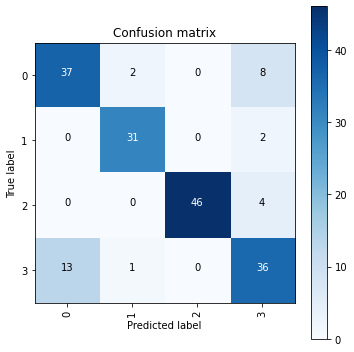 Confusion matrix
0 37 2 0 8
1 0 31 0 2
2 0 0 46 4
3 13 1 0 36
0 1 2 3
True label
Predicted label
40
30
20
10
0